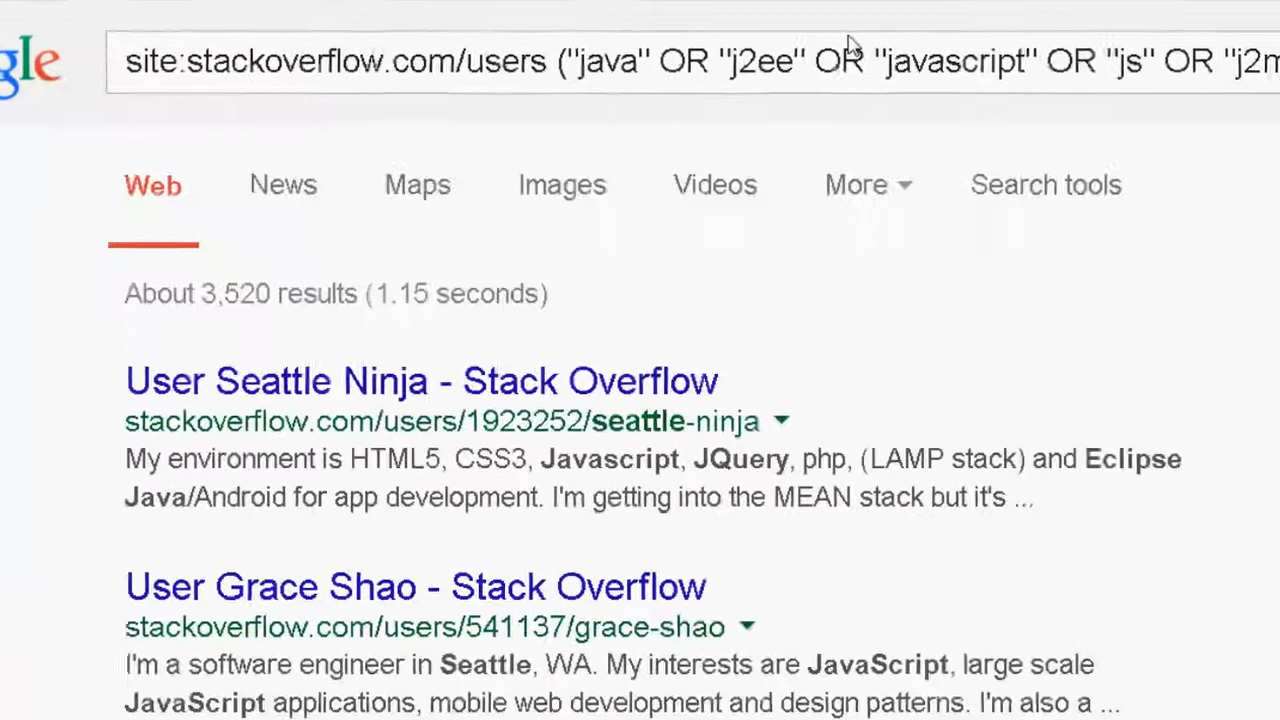 gle
site:stackoverflow.com/users ("java" OR "j2ee" OR "javascript" OR "js" OR "j2m
Web News Maps Images Videos More Search tools
About 3,520 results (1.15 seconds)
User Seattle Ninja - Stack Overflow
stackoverflow.com/users/1923252/seattle-ninja
My environment is HTML5, CSS3, Javascript, JQuery, php, (LAMP stack) and Eclipse
Java/Android for app development. I'm getting into the MEAN stack but it's ...
User Grace Shao - Stack Overflow
stackoverflow.com/users/541137/grace-shao
I'm a software engineer in Seattle, WA. My interests are JavaScript, large scale
JavaScript applications, mobile web development and design patterns. I'm also a ...